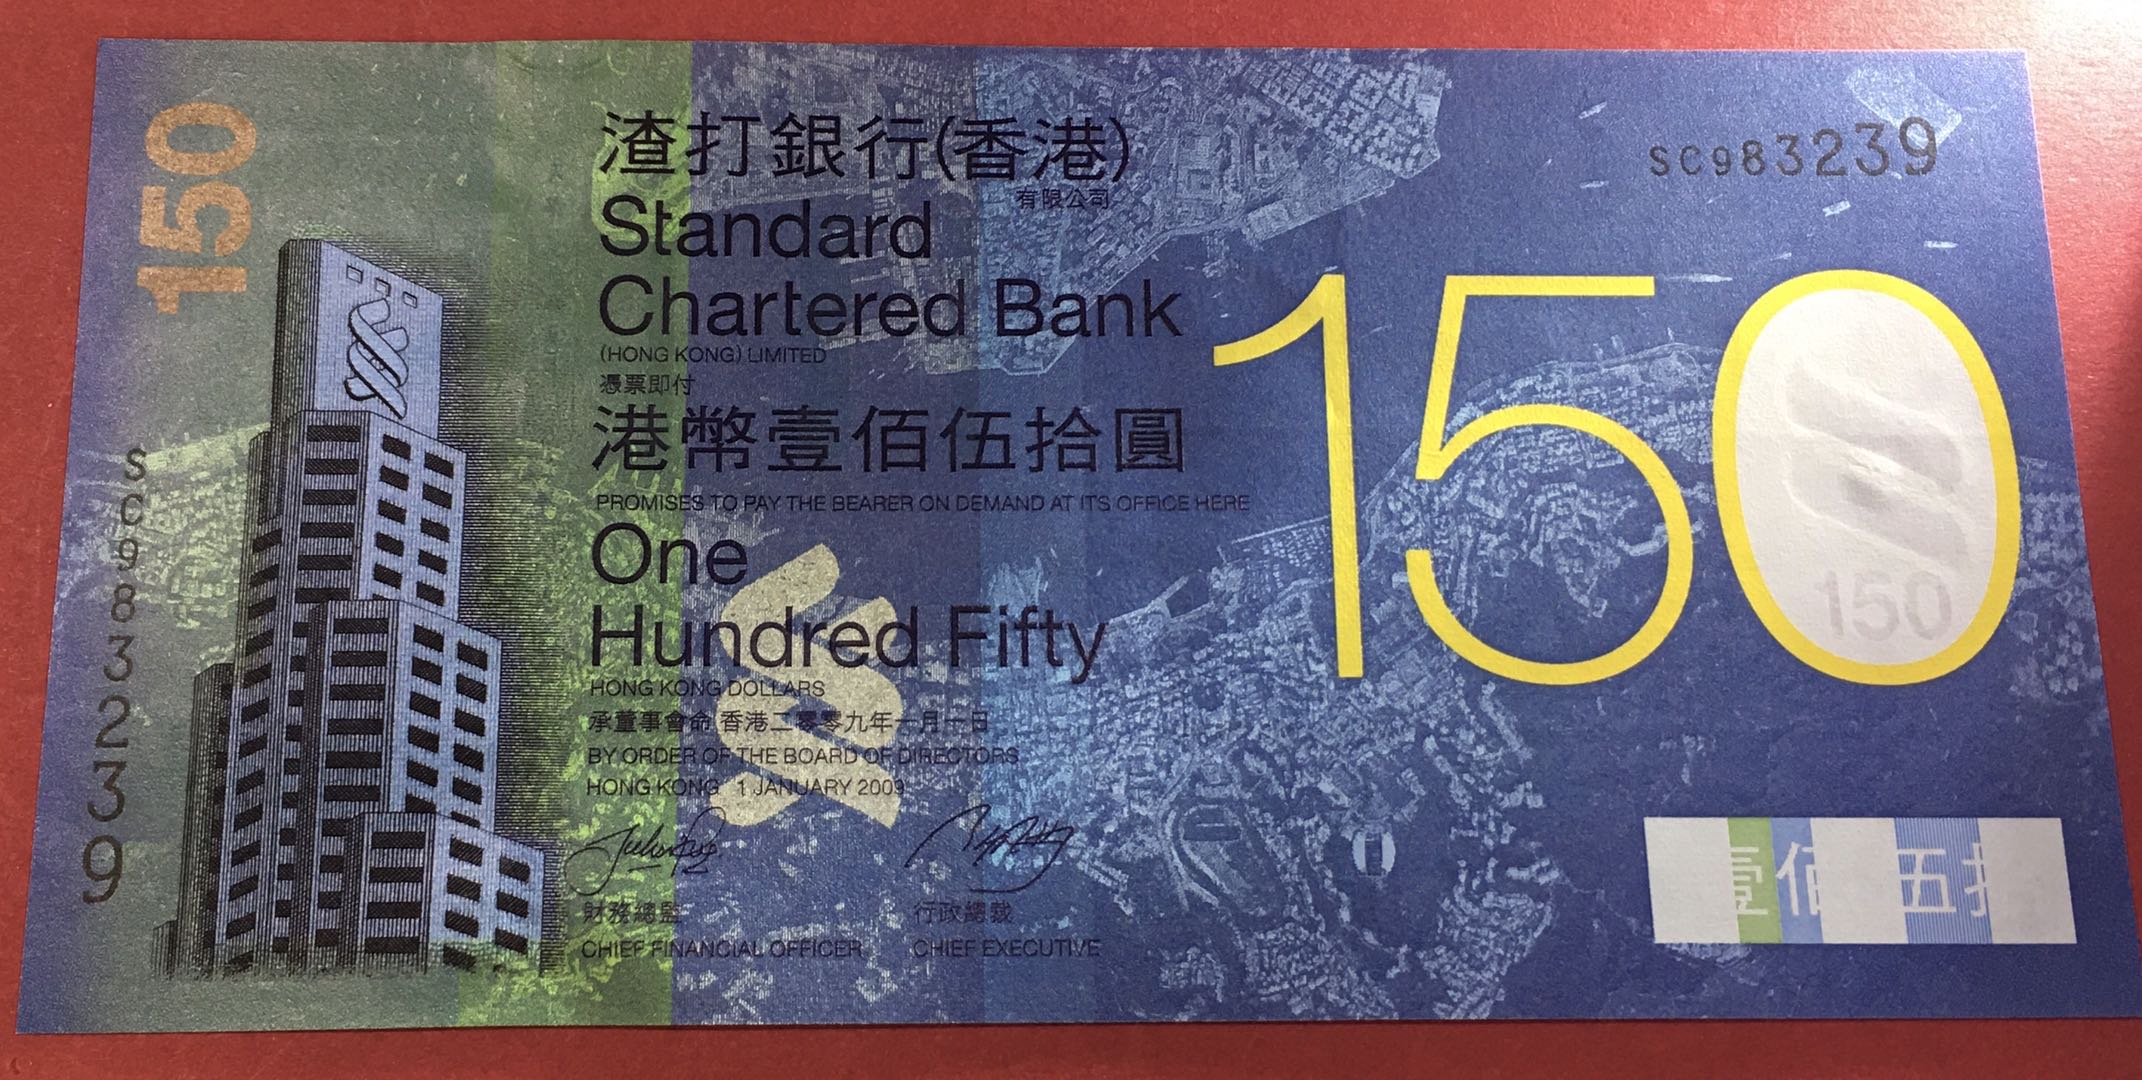 150
SC983239
渣打銀行(香港)
有限公司
Standard
Chartered Bank
(HONG KONG) LIMITED
憑票即付
港幣壹佰伍拾圓
PROMISES TO PAY THE BEARER ON DEMAND AT ITS OFFICE HERE
One
Hundred Fifty
HONG KONG DOLLARS
承董事會命 香港二零零九年一月一日
BY ORDER OF THE BOARD OF DIRECTORS
HONG KONG 1 JANUARY 2009
財務總監
CHIEF FINANCIAL OFFICER
行政總裁
CHIEF EXECUTIVE
SC983239
150
150